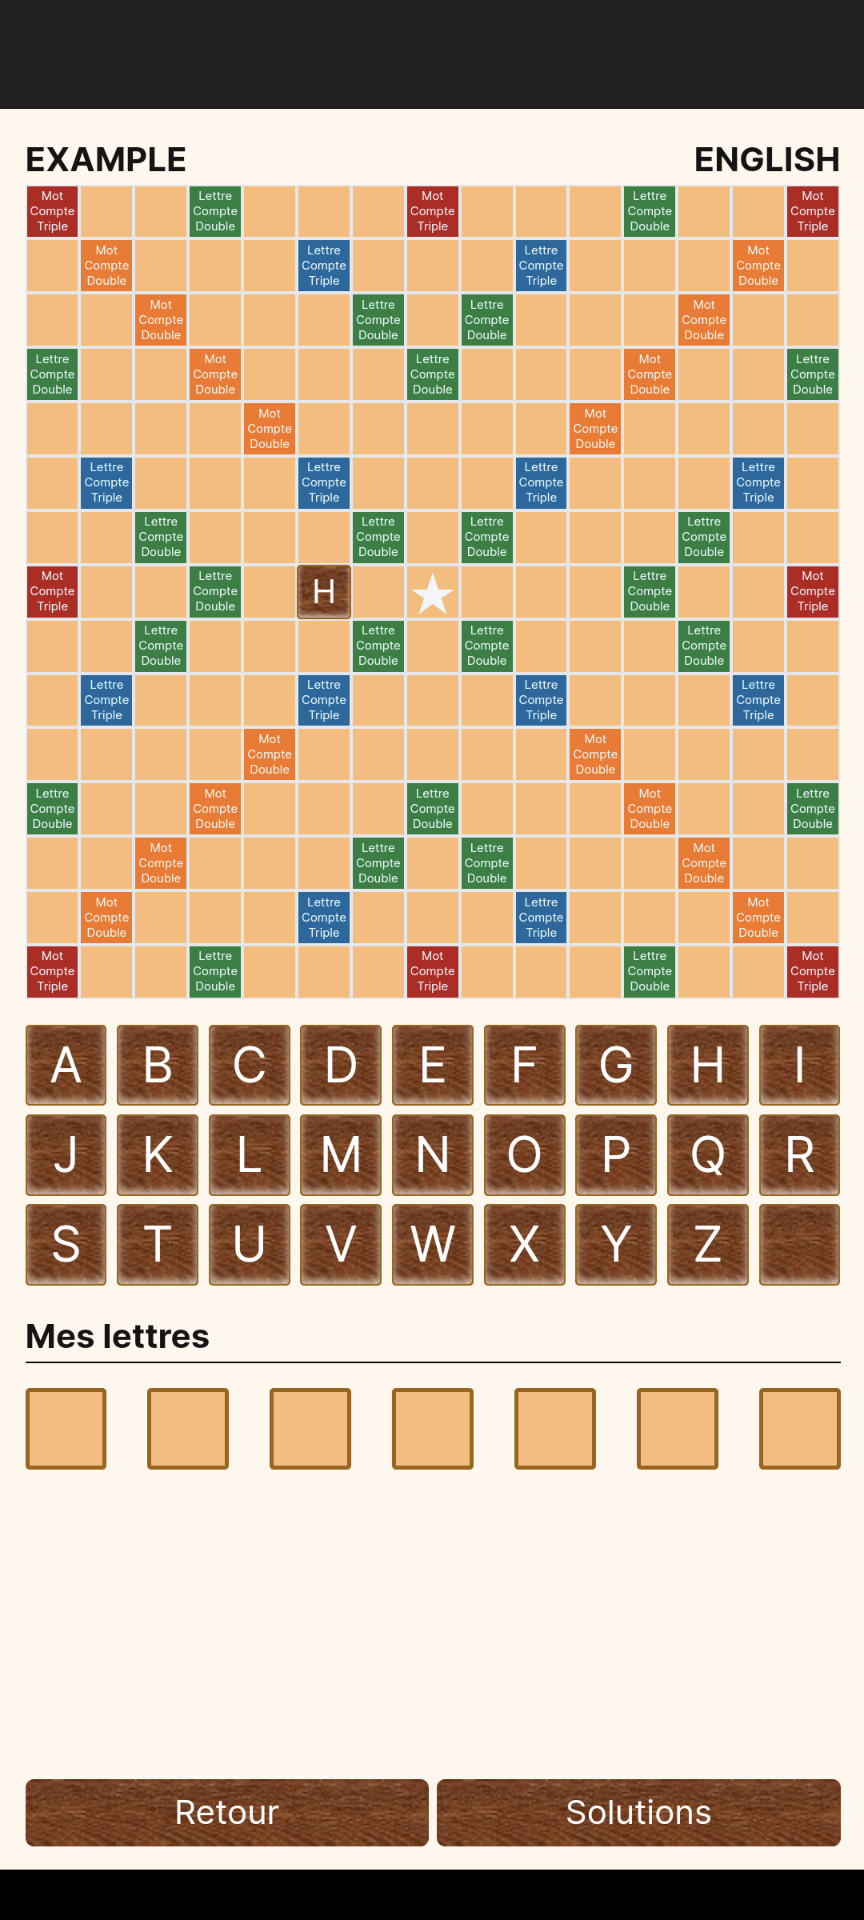 EXAMPLE ENGLISH
Mot Compte Triple Lettre Compte Double Mot Compte Triple Lettre Compte Double Mot Compte Triple
Mot Compte Double Lettre Compte Triple Lettre Compte Triple Mot Compte Double
Mot Compte Double Lettre Compte Double Lettre Compte Double Mot Compte Double
Lettre Compte Double Mot Compte Double Lettre Compte Double Mot Compte Double Lettre Compte Double
Mot Compte Double Mot Compte Double
Lettre Compte Triple Lettre Compte Triple Lettre Compte Triple Lettre Compte Triple
Lettre Compte Double Lettre Compte Double Lettre Compte Double Lettre Compte Double
Mot Compte Triple Lettre Compte Double H Lettre Compte Double Mot Compte Triple
Lettre Compte Double Lettre Compte Double Lettre Compte Double Lettre Compte Double
Lettre Compte Triple Lettre Compte Triple Lettre Compte Triple Lettre Compte Triple
Mot Compte Double Mot Compte Double
Lettre Compte Double Mot Compte Double Lettre Compte Double Mot Compte Double Lettre Compte Double
Mot Compte Double Lettre Compte Double Lettre Compte Double Mot Compte Double
Mot Compte Double Lettre Compte Triple Lettre Compte Triple Mot Compte Double
Mot Compte Triple Lettre Compte Double Mot Compte Triple Lettre Compte Double Mot Compte Triple
A B C D E F G H I
J K L M N O P Q R
S T U V W X Y Z
Mes lettres
Retour Solutions